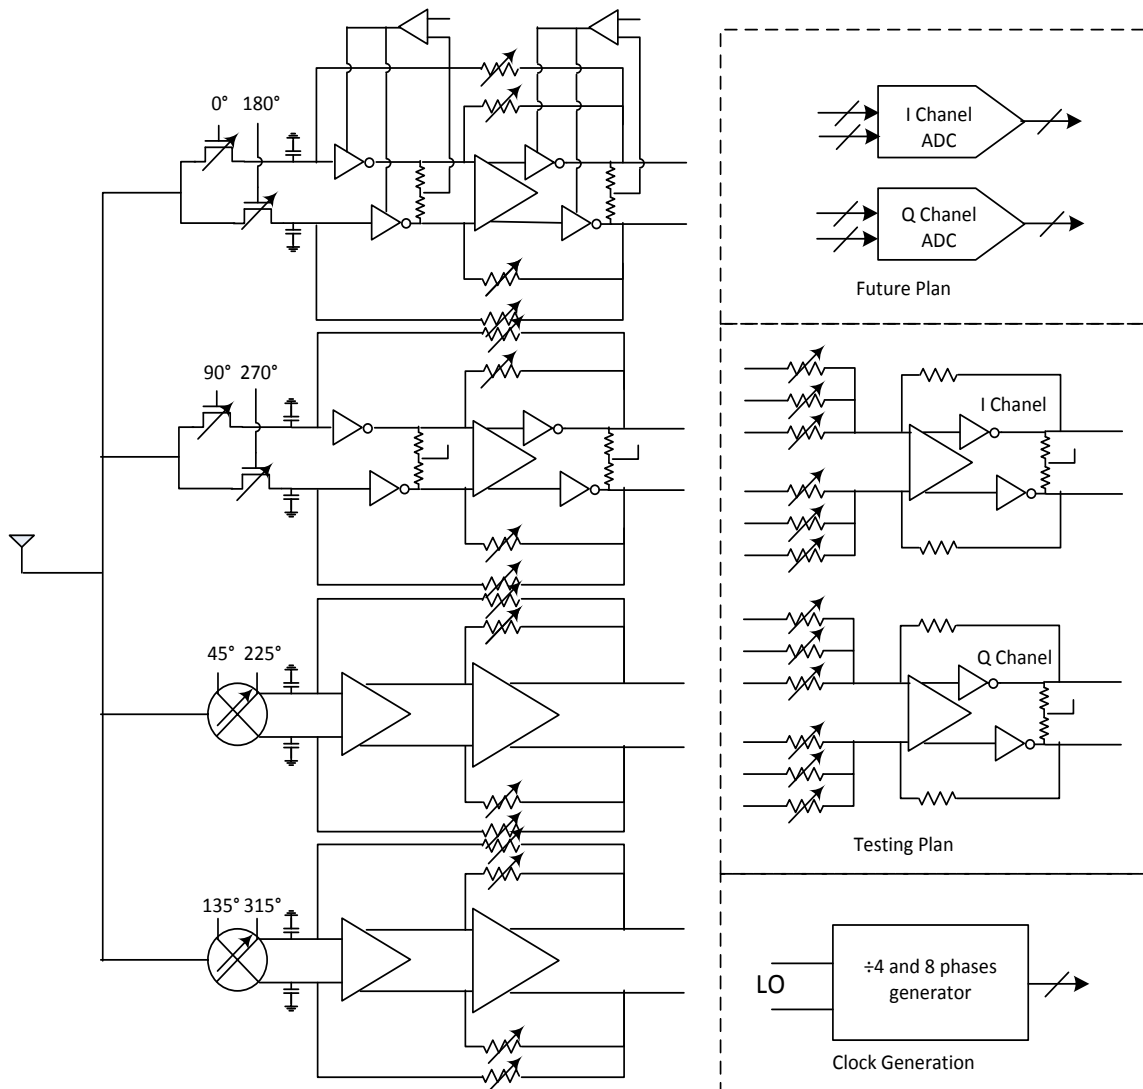 0° 180°
90° 270°
45° 225°
135° 315°
I Chanel
ADC
Q Chanel
ADC
Future Plan
I Chanel
Q Chanel
Testing Plan
LO
÷4 and 8 phases
generator
Clock Generation